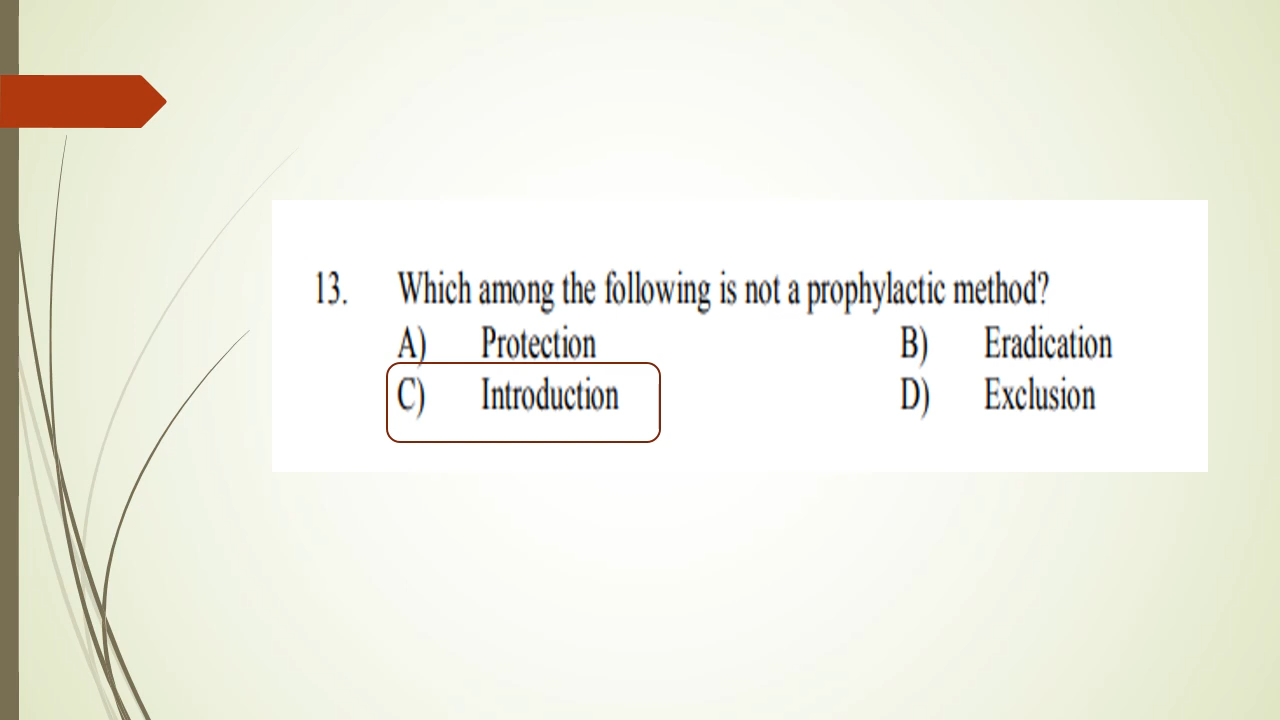 13. Which among the following is not a prophylactic method?
A) Protection B) Eradication
C) Introduction D) Exclusion